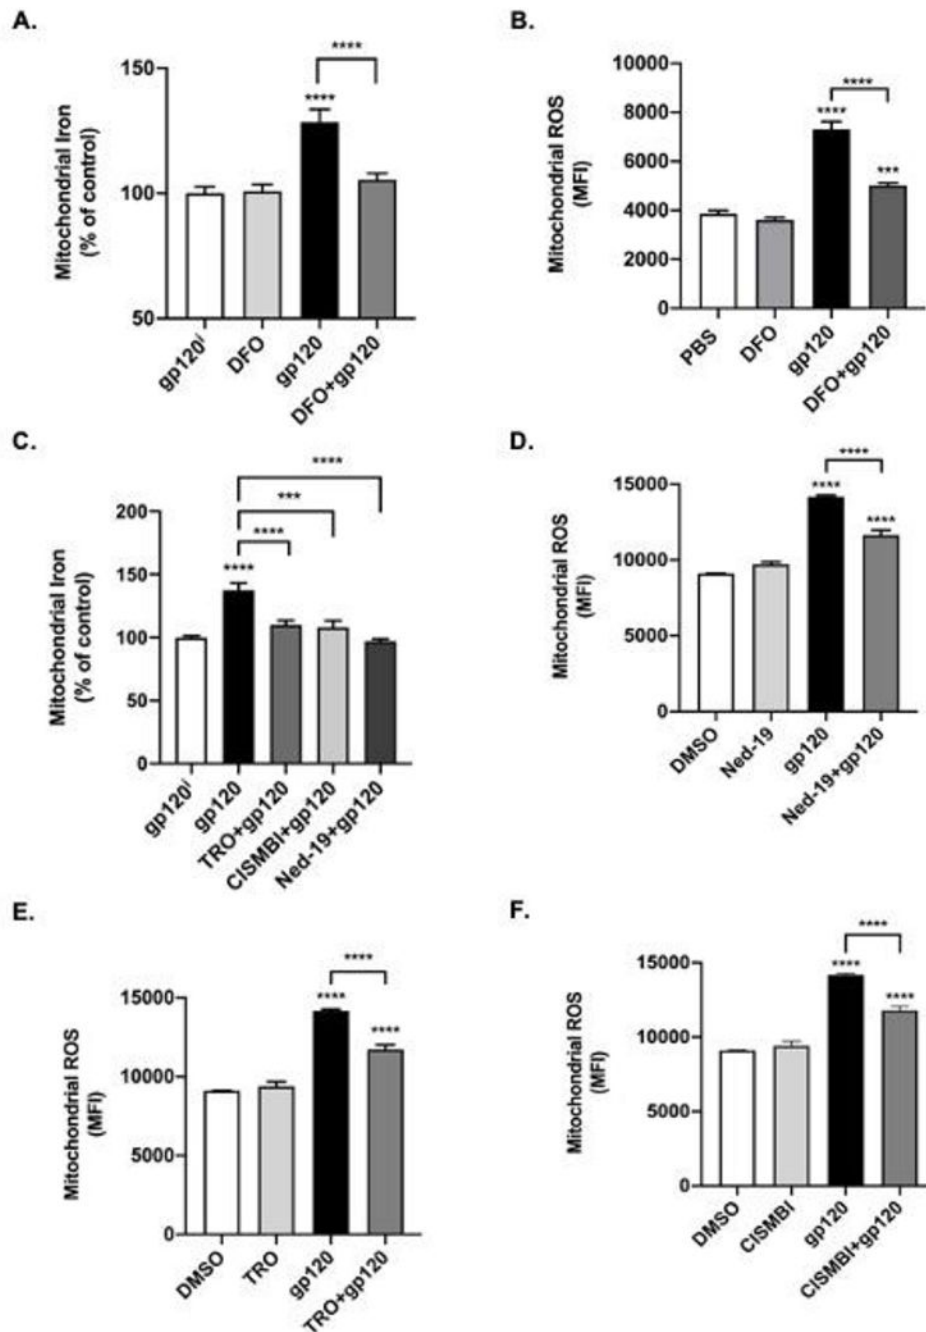 A.
****
****
150
100
50
Mitochondrial Iron
(% of control)
gp120^i
DFO
gp120
DFO+gp120
B.
****
****
***
10000
8000
6000
4000
2000
0
Mitochondrial ROS
(MFI)
PBS
DFO
gp120
DFO+gp120
C.
****
***
****
****
200
150
100
50
0
Mitochondrial Iron
(% of control)
gp120^i
gp120
TRO+gp120
CISMBI+gp120
Ned-19+gp120
D.
****
****
****
15000
10000
5000
0
Mitochondrial ROS
(MFI)
DMSO
Ned-19
gp120
Ned-19+gp120
E.
****
****
****
15000
10000
5000
0
Mitochondrial ROS
(MFI)
DMSO
TRO
gp120
TRO+gp120
F.
****
****
****
15000
10000
5000
0
Mitochondrial ROS
(MFI)
DMSO
CISMBI
gp120
CISMBI+gp120